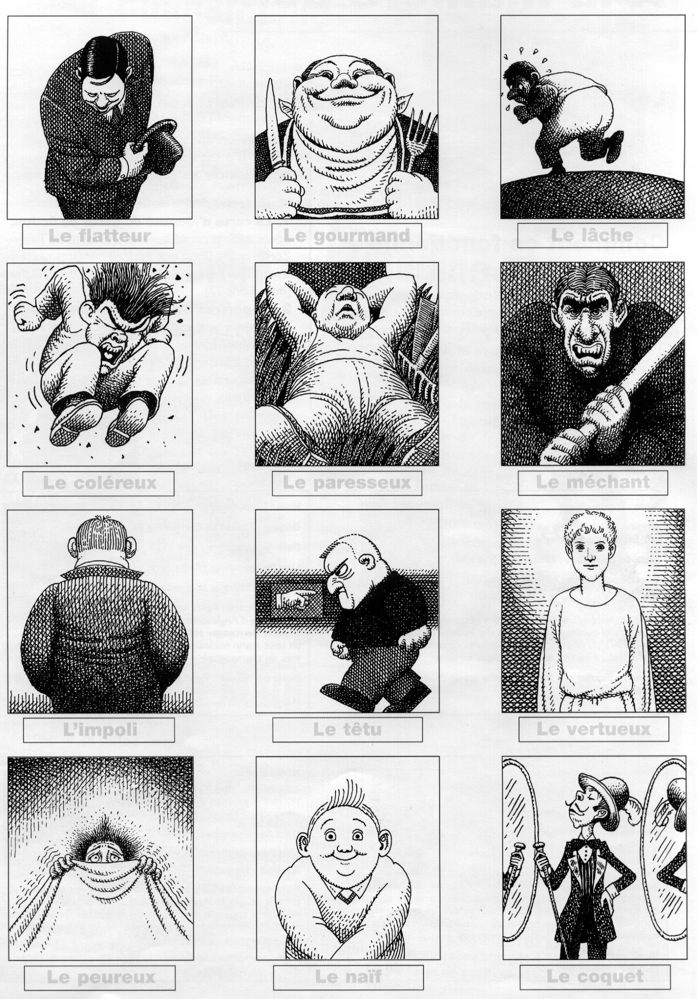 Le flatteur
Le gourmand
Le lâche
Le coléreux
Le paresseux
Le méchant
L'impoli
Le têtu
Le vertueux
Le peureux
Le naïf
Le coquet